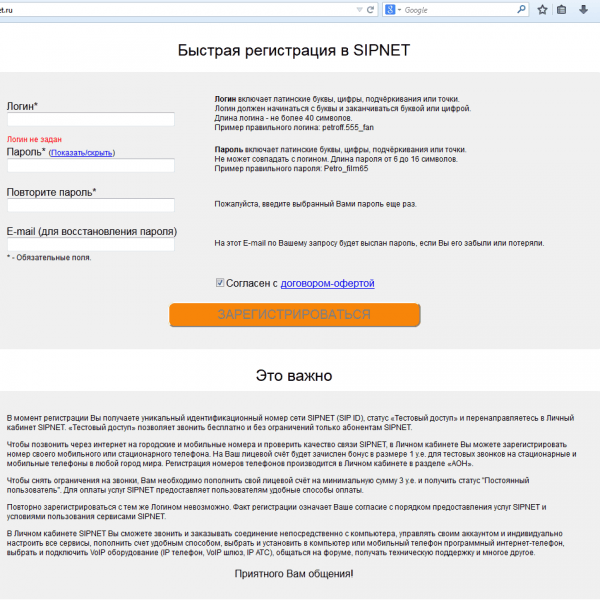 et.ru
Google
Быстрая регистрация в SIPNET
Логин*
Логин включает латинские буквы, цифры, подчёркивания или точки.
Логин должен начинаться с буквы и заканчиваться буквой или цифрой.
Длина логина - не более 40 символов.
Пример правильного логина: petroff.555_fan
Логин не задан
Пароль* (Показать/скрыть)
Пароль включает латинские буквы, цифры, подчёркивания или точки.
Не может совпадать с логином. Длина пароля от 6 до 16 символов.
Пример правильного пароля: Petro_film65
Повторите пароль*
Пожалуйста, введите выбранный Вами пароль еще раз.
E-mail (для восстановления пароля)
На этот E-mail по Вашему запросу будет выслан пароль, если Вы его забыли или потеряли.
* - Обязательные поля.
Согласен с договором-офертой
ЗАРЕГИСТРИРОВАТЬСЯ
Это важно
В момент регистрации Вы получаете уникальный идентификационный номер сети SIPNET (SIP ID), статус «Тестовый доступ» и перенаправляетесь в Личный
кабинет SIPNET. «Тестовый доступ» позволяет звонить бесплатно и без ограничений только абонентам SIPNET.
Чтобы позвонить через интернет на городские и мобильные номера и проверить качество связи SIPNET, в Личном кабинете Вы можете зарегистрировать
номер своего мобильного или стационарного телефона. На Ваш лицевой счёт будет зачислен бонус в размере 1 у.е. для тестовых звонков на стационарные и
мобильные телефоны в любой город мира. Регистрация номеров телефонов производится в Личном кабинете в разделе «АОН».
Чтобы снять ограничения на звонки, Вам необходимо пополнить свой лицевой счёт на минимальную сумму 3 у.е. и получить статус "Постоянный
пользователь". Для оплаты услуг SIPNET предоставляет пользователям удобные способы оплаты.
Повторно зарегистрироваться с тем же Логином невозможно. Факт регистрации означает Ваше согласие с порядком предоставления услуг SIPNET и
условиями пользования сервисами SIPNET.
В Личном кабинете SIPNET Вы сможете звонить и заказывать соединение непосредственно с компьютера, управлять своим аккаунтом и индивидуально
настроить все сервисы, пополнить счет удобным способом, выбрать и установить в компьютер или мобильный телефон программный интернет-телефон,
выбрать и подключить VoIP оборудование (IP телефон, VoIP шлюз, IP АТС), общаться на форуме, получать техническую поддержку и многое другое.
Приятного Вам общения!